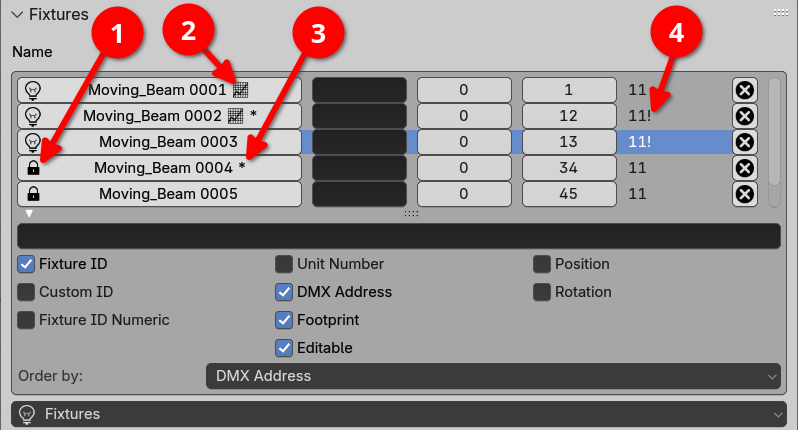 Fixtures
1
2
3
4
Name
Moving_Beam 0001 0 1 11
Moving_Beam 0002 * 0 12 11!
Moving_Beam 0003 0 13 11!
Moving_Beam 0004 * 0 34 11
Moving_Beam 0005 0 45 11
Fixture ID Unit Number Position
Custom ID DMX Address Rotation
Fixture ID Numeric Footprint
Editable
Order by: DMX Address
Fixtures